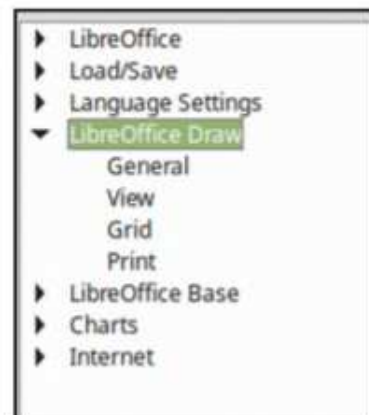 LibreOffice
Load/Save
Language Settings
LibreOffice Draw
General
View
Grid
Print
LibreOffice Base
Charts
Internet